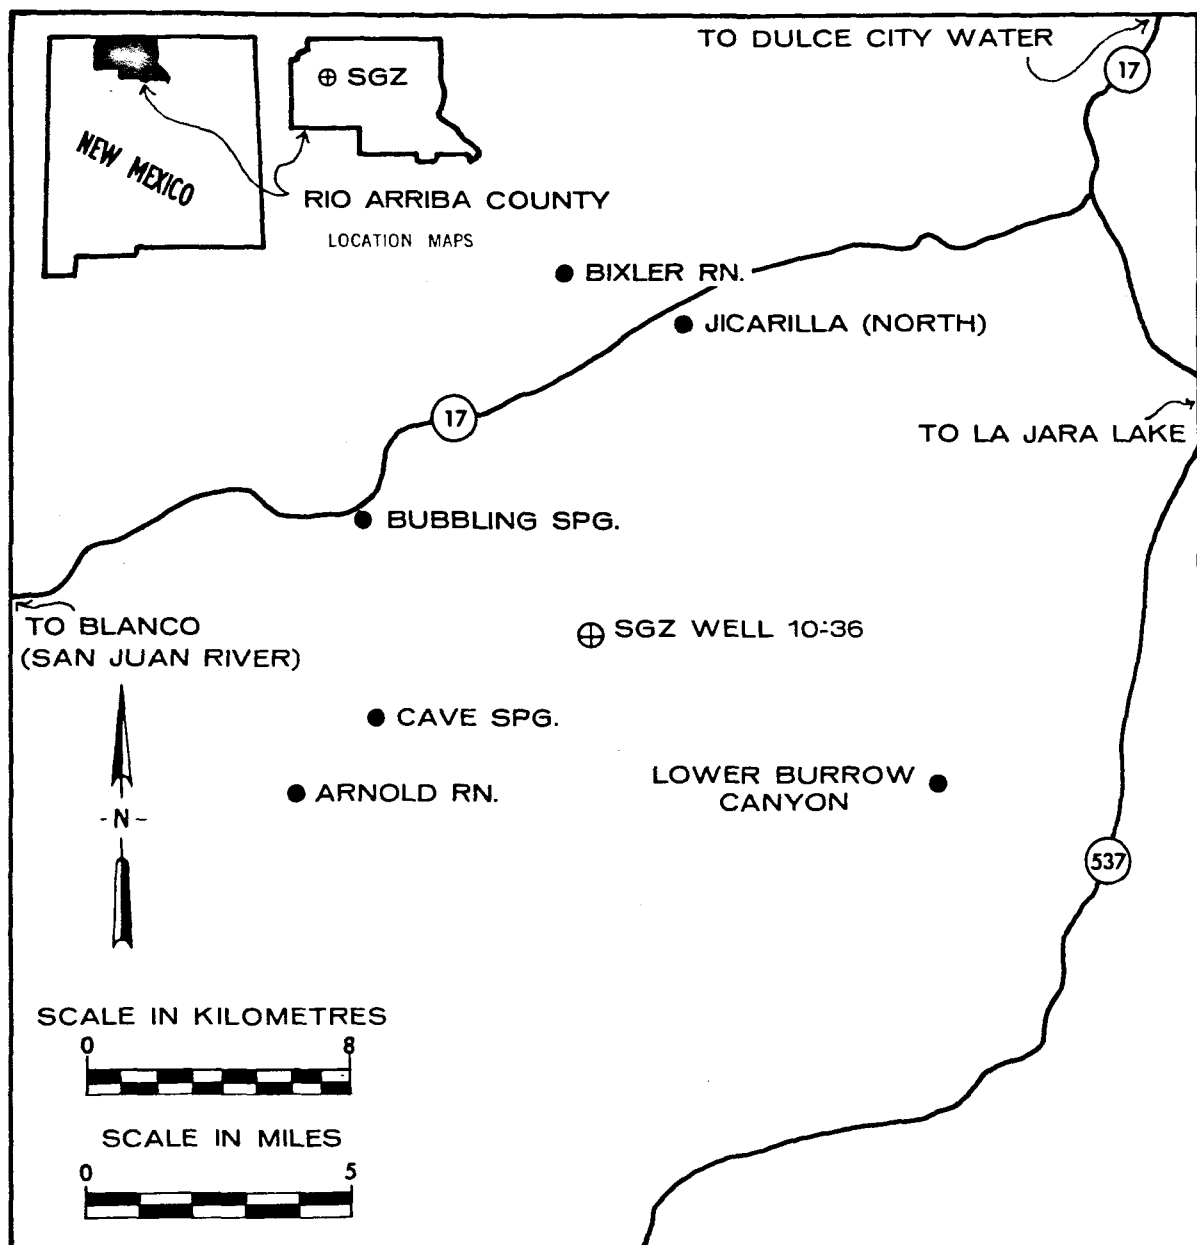 TO DULCE CITY WATER
17
⊕ SGZ
NEW MEXICO
RIO ARRIBA COUNTY
LOCATION MAPS
BIXLER RN.
JICARILLA (NORTH)
17
TO LA JARA LAKE
BUBBLING SPG.
TO BLANCO
(SAN JUAN RIVER)
SGZ WELL 10-36
CAVE SPG.
LOWER BURROW
CANYON
ARNOLD RN.
-N-
537
SCALE IN KILOMETRES
0 8
SCALE IN MILES
0 5